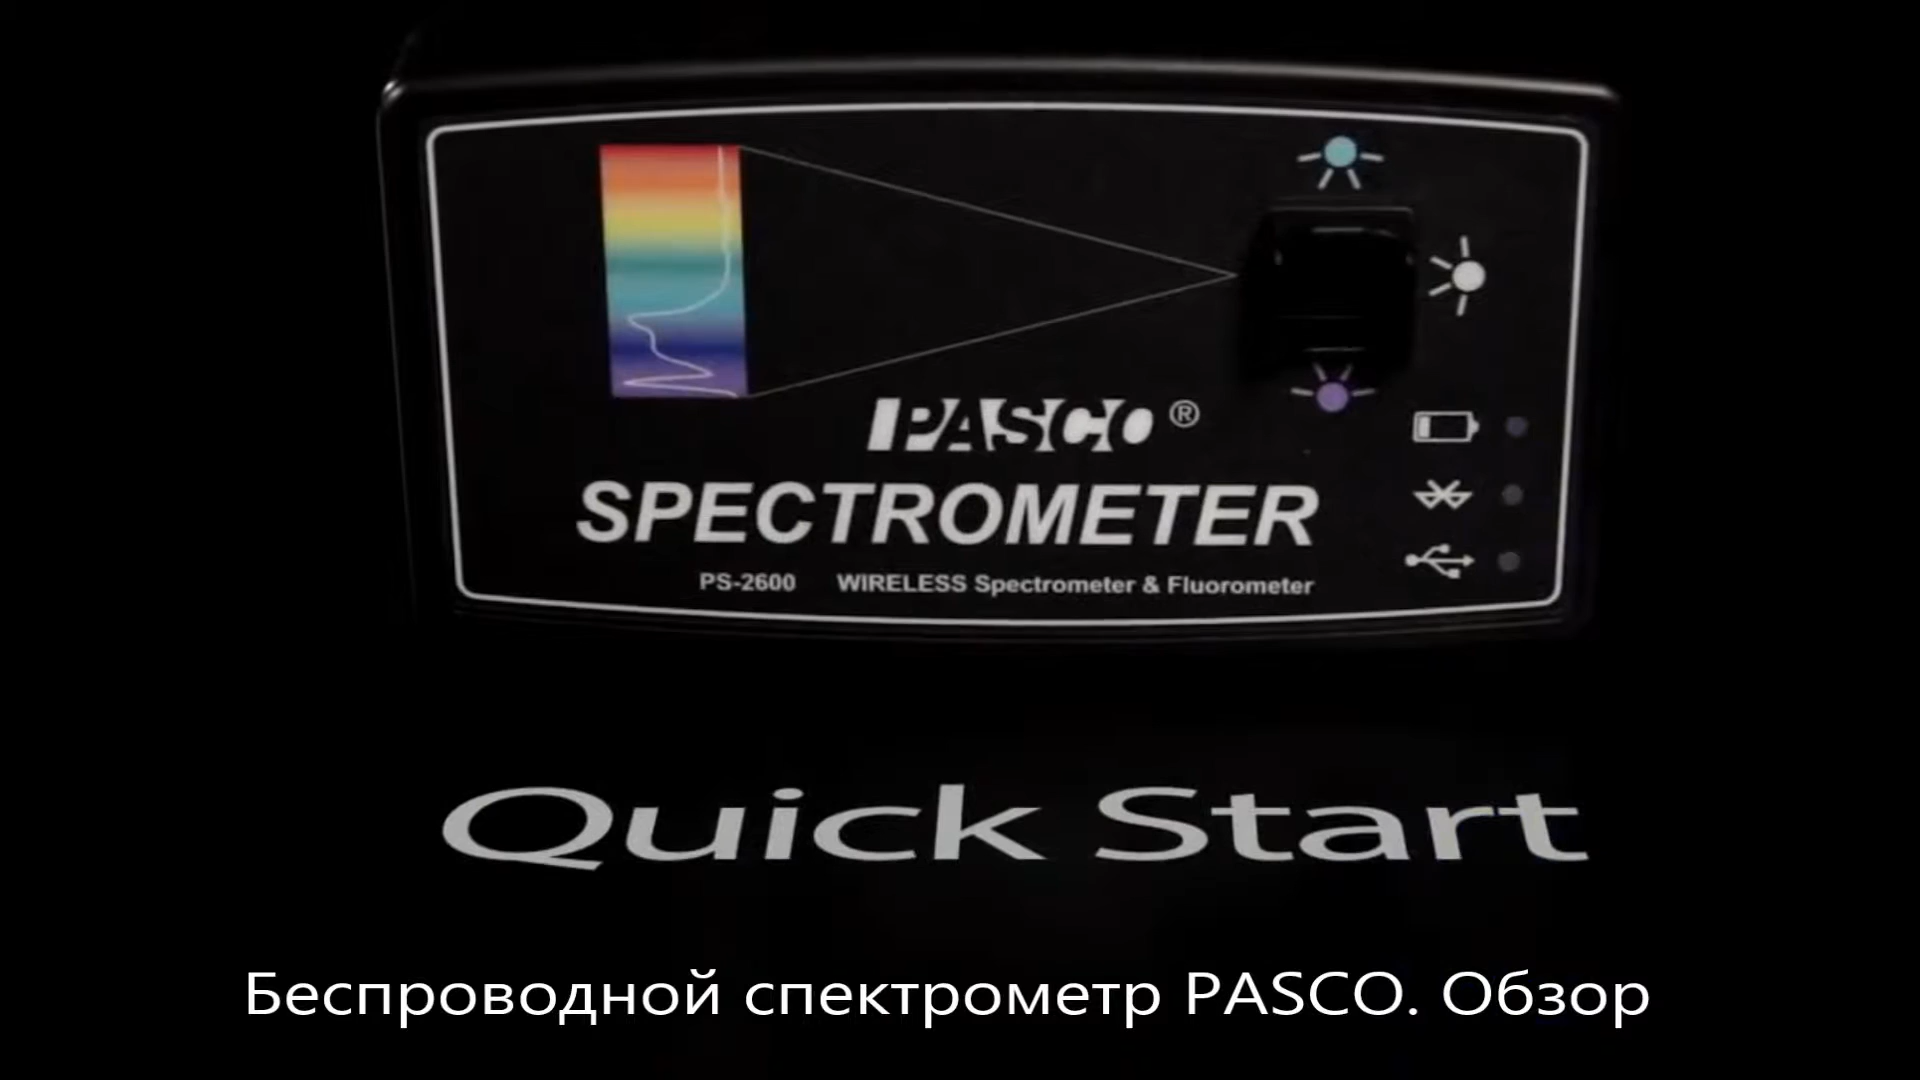 PASCO ®
SPECTROMETER
PS-2600 WIRELESS Spectrometer & Fluorometer
Quick Start
Беспроводной спектрометр PASCO. Обзор